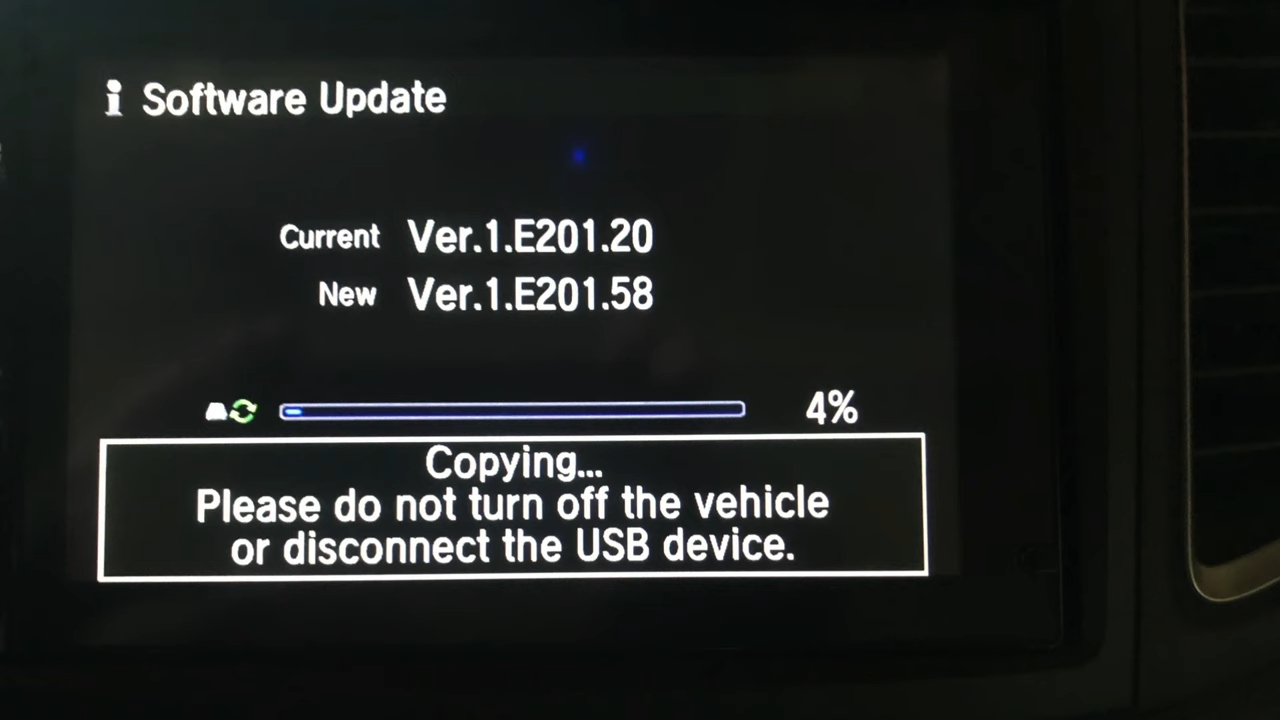 i Software Update
Current Ver.1.E201.20
New Ver.1.E201.58
4%
Copying...
Please do not turn off the vehicle
or disconnect the USB device.